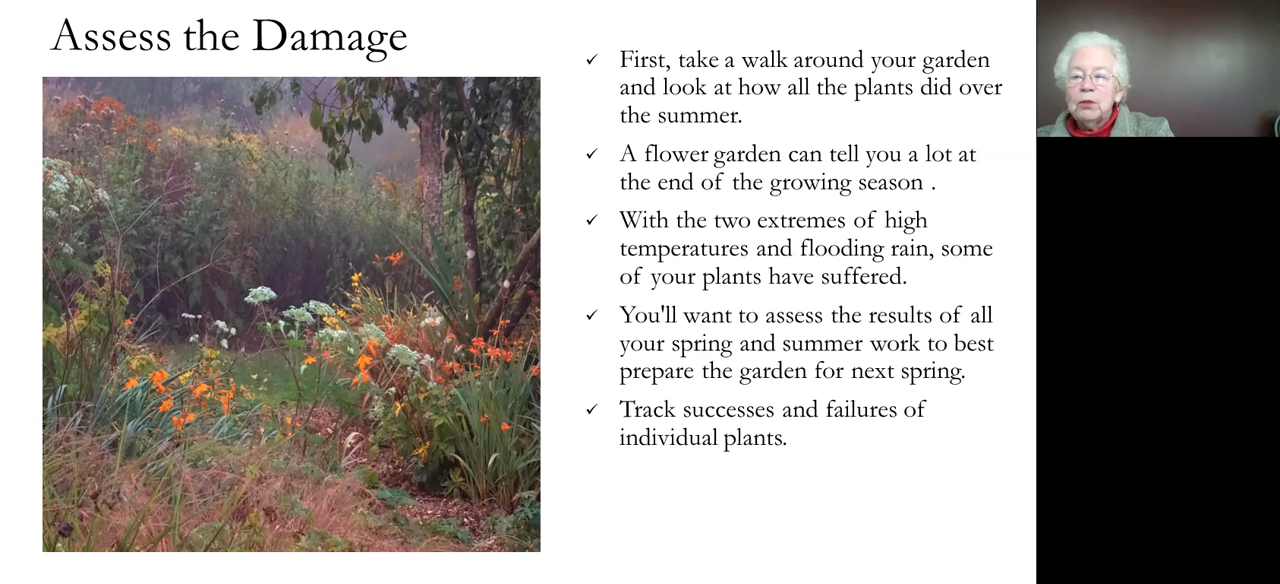 Assess the Damage
✓ First, take a walk around your garden
and look at how all the plants did over
the summer.
✓ A flower garden can tell you a lot at
the end of the growing season .
✓ With the two extremes of high
temperatures and flooding rain, some
of your plants have suffered.
✓ You'll want to assess the results of all
your spring and summer work to best
prepare the garden for next spring.
✓ Track successes and failures of
individual plants.